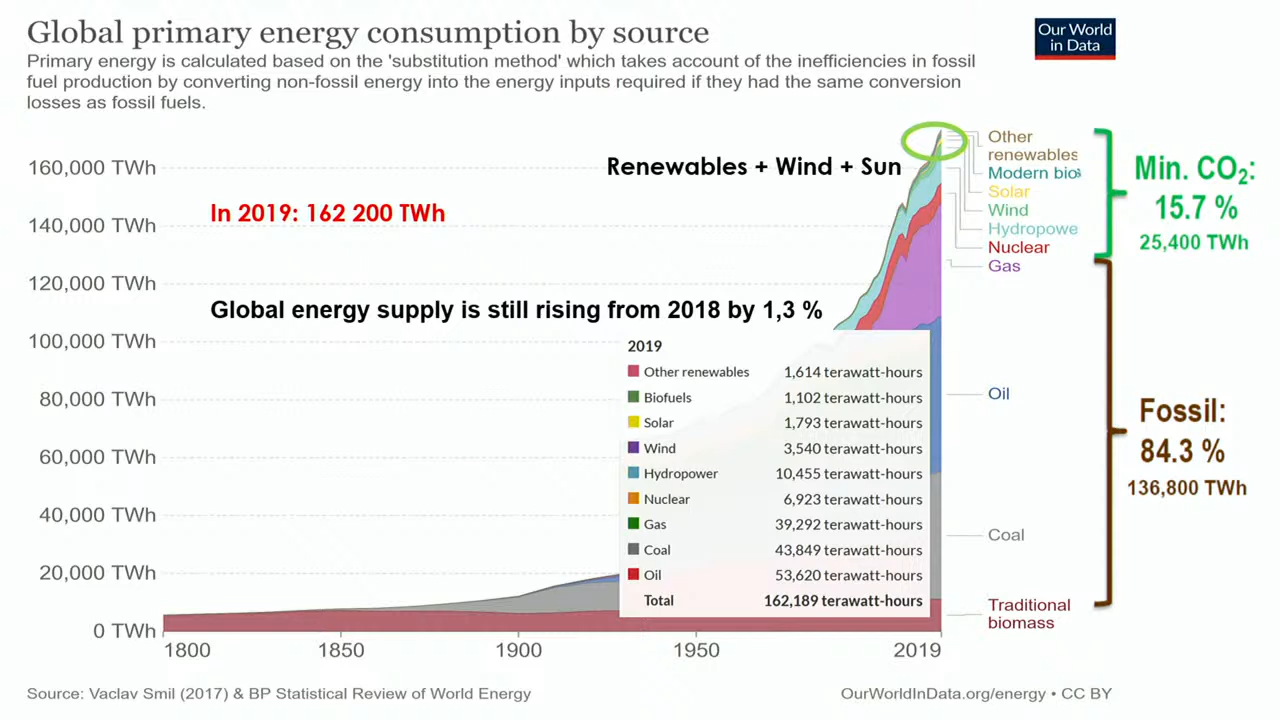 Global primary energy consumption by source
Our World
in Data
Primary energy is calculated based on the 'substitution method' which takes account of the inefficiencies in fossil
fuel production by converting non-fossil energy into the energy inputs required if they had the same conversion
losses as fossil fuels.
160,000 TWh
140,000 TWh
120,000 TWh
100,000 TWh
80,000 TWh
60,000 TWh
40,000 TWh
20,000 TWh
0 TWh
Renewables + Wind + Sun
In 2019: 162 200 TWh
Global energy supply is still rising from 2018 by 1,3 %
2019
Other renewables 1,614 terawatt-hours
Biofuels 1,102 terawatt-hours
Solar 1,793 terawatt-hours
Wind 3,540 terawatt-hours
Hydropower 10,455 terawatt-hours
Nuclear 6,923 terawatt-hours
Gas 39,292 terawatt-hours
Coal 43,849 terawatt-hours
Oil 53,620 terawatt-hours
Total 162,189 terawatt-hours
Other
renewables
Modern bio
Solar
Wind
Hydropowe
Nuclear
Gas
Oil
Coal
Traditional
biomass
Min. CO₂:
15.7 %
25,400 TWh
Fossil:
84.3 %
136,800 TWh
1800 1850 1900 1950 2019
Source: Vaclav Smil (2017) & BP Statistical Review of World Energy
OurWorldInData.org/energy • CC BY